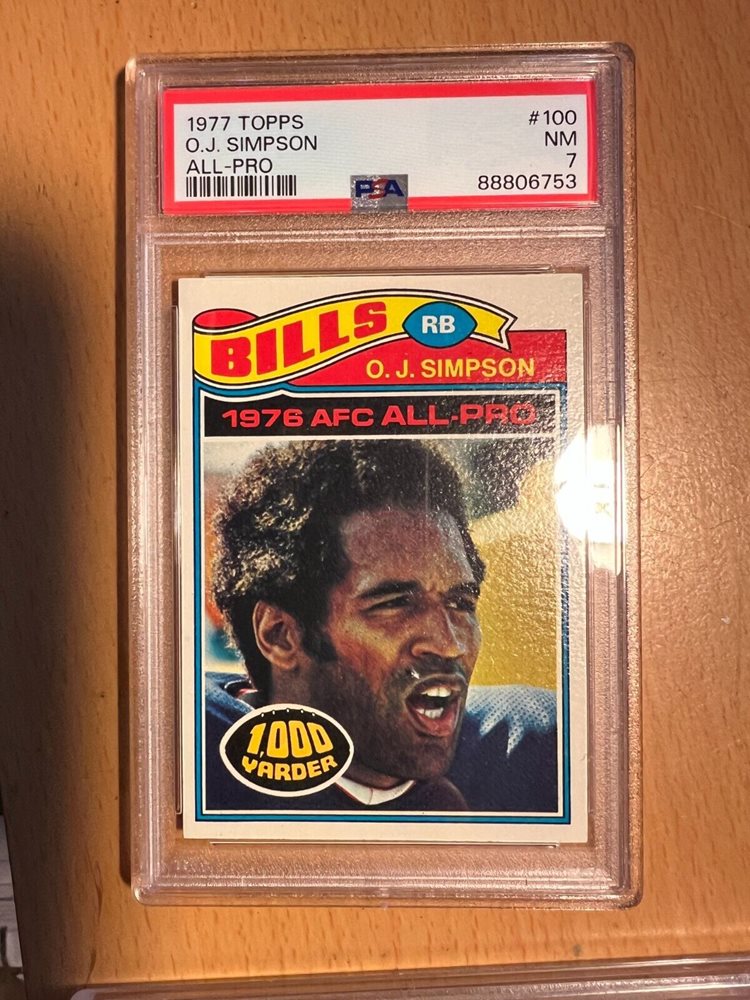 1977 TOPPS #100
O.J. SIMPSON NM
ALL-PRO 7
PSA 88806753
BILLS RB
O. J. SIMPSON
1976 AFC ALL-PRO
1,000
YARDER